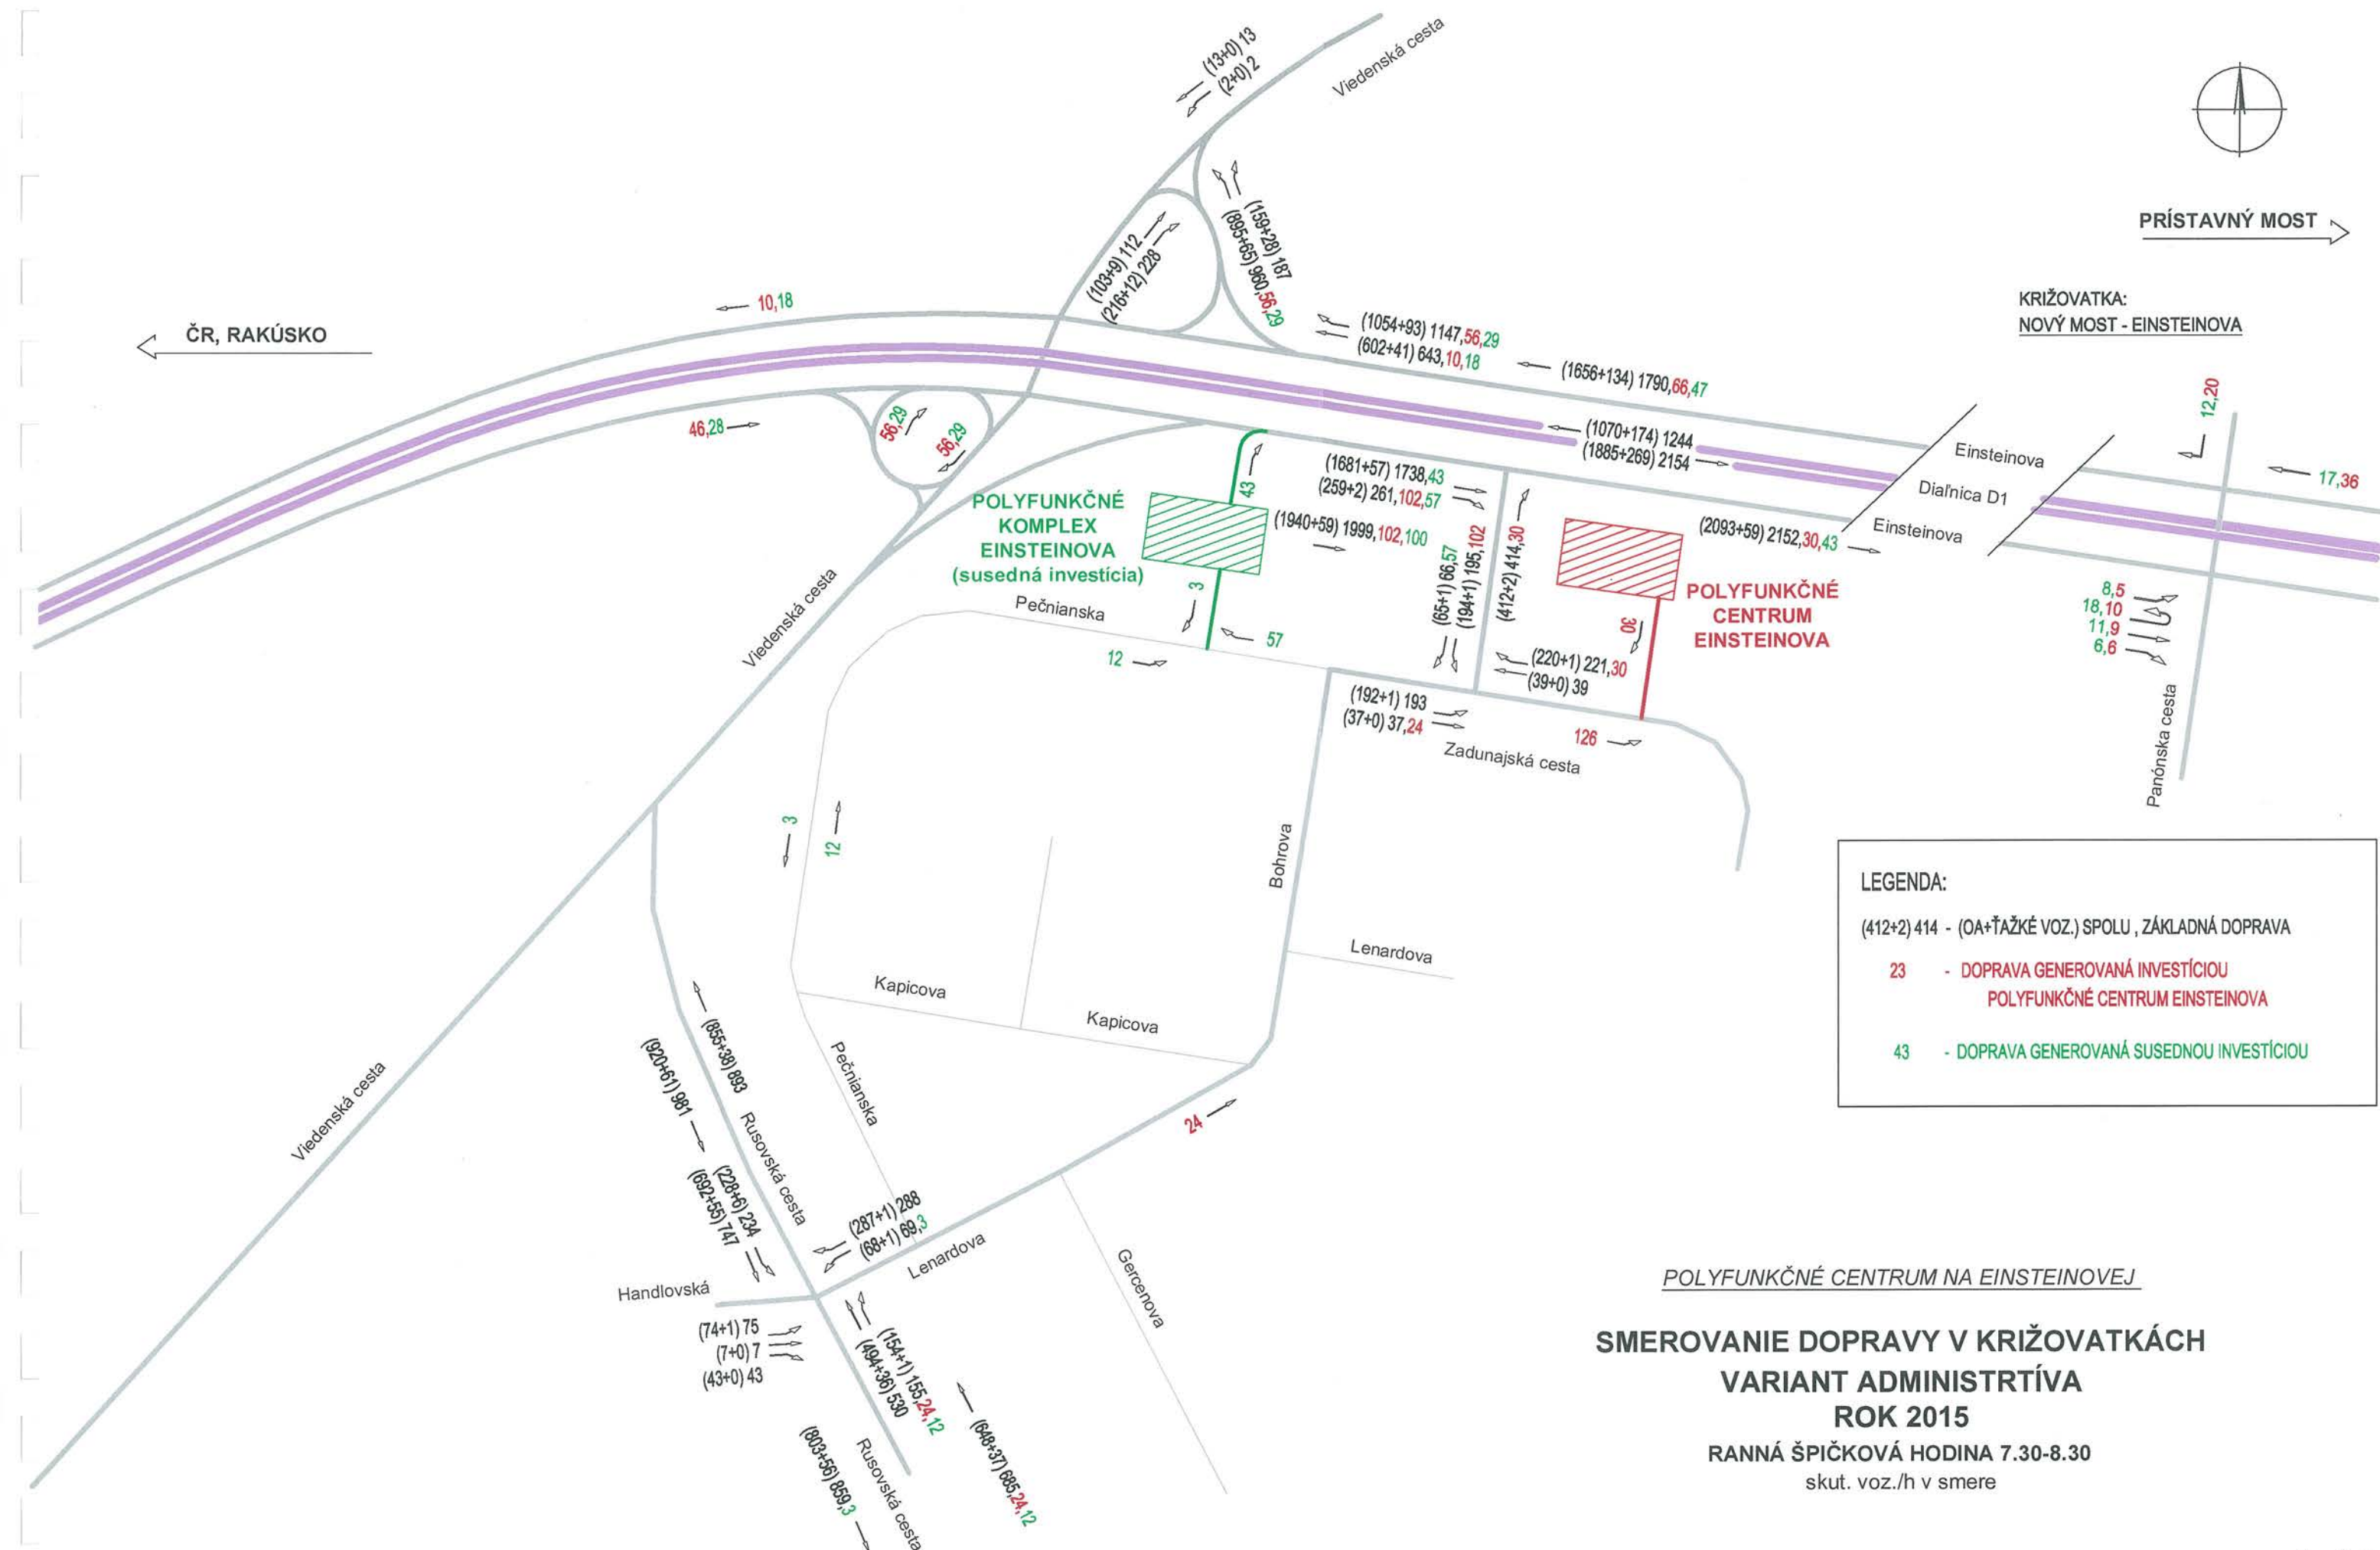 (13+0) 13
(2+0) 2
Viedenská cesta
PRÍSTAVNÝ MOST
KRIŽOVATKA:
NOVÝ MOST - EINSTEINOVA
ČR, RAKÚSKO
10,18
(103+9) 112
(216+12) 228
(159+28) 187
(895+65) 960,56,29
(1054+93) 1147,56,29
(602+41) 643,10,18
(1656+134) 1790,66,47
12,20
46,28
56,29
56,29
(1070+174) 1244
(1885+269) 2154
Einsteinova
Diaľnica D1
Einsteinova
17,36
POLYFUNKČNÉ
KOMPLEX
EINSTEINOVA
(susedná investícia)
43
(1681+57) 1738,43
(259+2) 261,102,57
(1940+59) 1999,102,100
(65+1) 66,57
(194+1) 195,102
(412+2) 414,30
(2093+59) 2152,30,43
POLYFUNKČNÉ
CENTRUM
EINSTEINOVA
30
8,5
18,10
11,9
6,6
Viedenská cesta
Pečnianska
3
57
12
(220+1) 221,30
(39+0) 39
(192+1) 193
(37+0) 37,24
126
Zadunajská cesta
Panónska cesta
3
12
Bohrova
Lenardova
Kapicova
Kapicova
LEGENDA:
(412+2) 414 - (OA+ŤAŽKÉ VOZ.) SPOLU , ZÁKLADNÁ DOPRAVA
23 - DOPRAVA GENEROVANÁ INVESTÍCIOU
POLYFUNKČNÉ CENTRUM EINSTEINOVA
43 - DOPRAVA GENEROVANÁ SUSEDNOU INVESTÍCIOU
Viedenská cesta
(855+38) 893
(920+61) 981
Rusovská cesta
Pečnianska
24
(228+6) 234
(692+55) 747
(287+1) 288
(68+1) 69,3
Lenardova
Gercenova
Handlovská
(74+1) 75
(7+0) 7
(43+0) 43
(154+1) 155,24,12
(494+36) 530
(648+37) 685,24,12
(803+56) 859,3
Rusovská cesta
POLYFUNKČNÉ CENTRUM NA EINSTEINOVEJ
SMEROVANIE DOPRAVY V KRIŽOVATKÁCH
VARIANT ADMINISTRTÍVA
ROK 2015
RANNÁ ŠPIČKOVÁ HODINA 7.30-8.30
skut. voz./h v smere